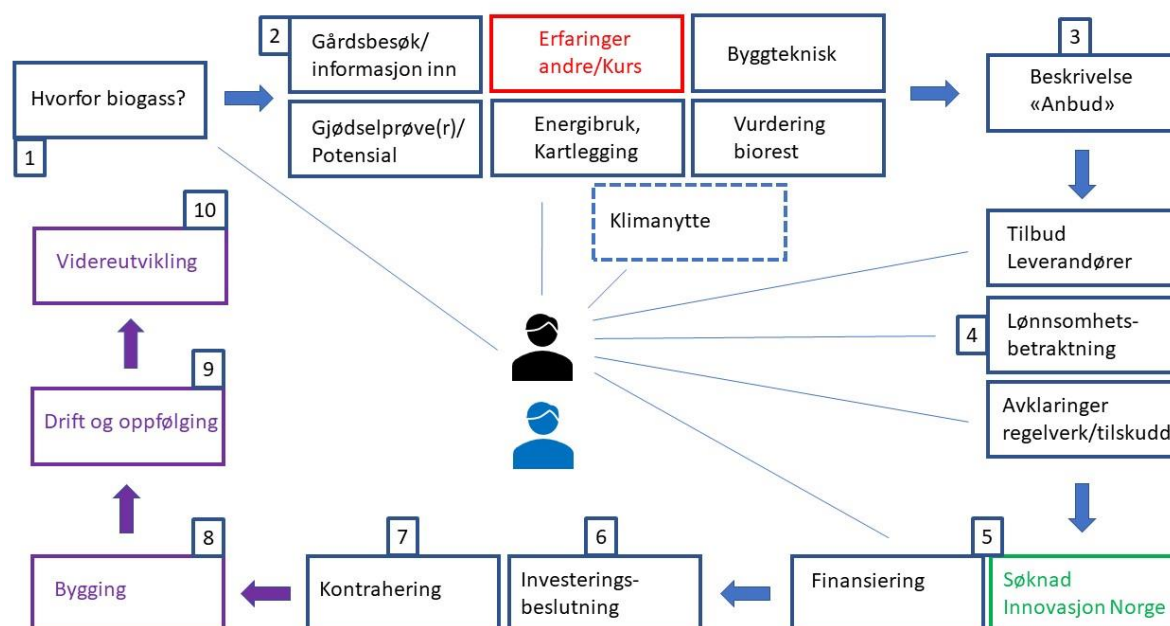 1
Hvorfor biogass?
2
Gårdsbesøk/
informasjon inn
Erfaringer
andre/Kurs
Byggteknisk
Gjødselprøve(r)/
Potensial
Energibruk,
Kartlegging
Vurdering
biorest
Klimanytte
3
Beskrivelse
«Anbud»
Tilbud
Leverandører
4
Lønnsomhets-
betraktning
Avklaringer
regelverk/tilskudd
5
Finansiering
Søknad
Innovasjon Norge
6
Investerings-
beslutning
7
Kontrahering
8
Bygging
9
Drift og oppfølging
10
Videreutvikling